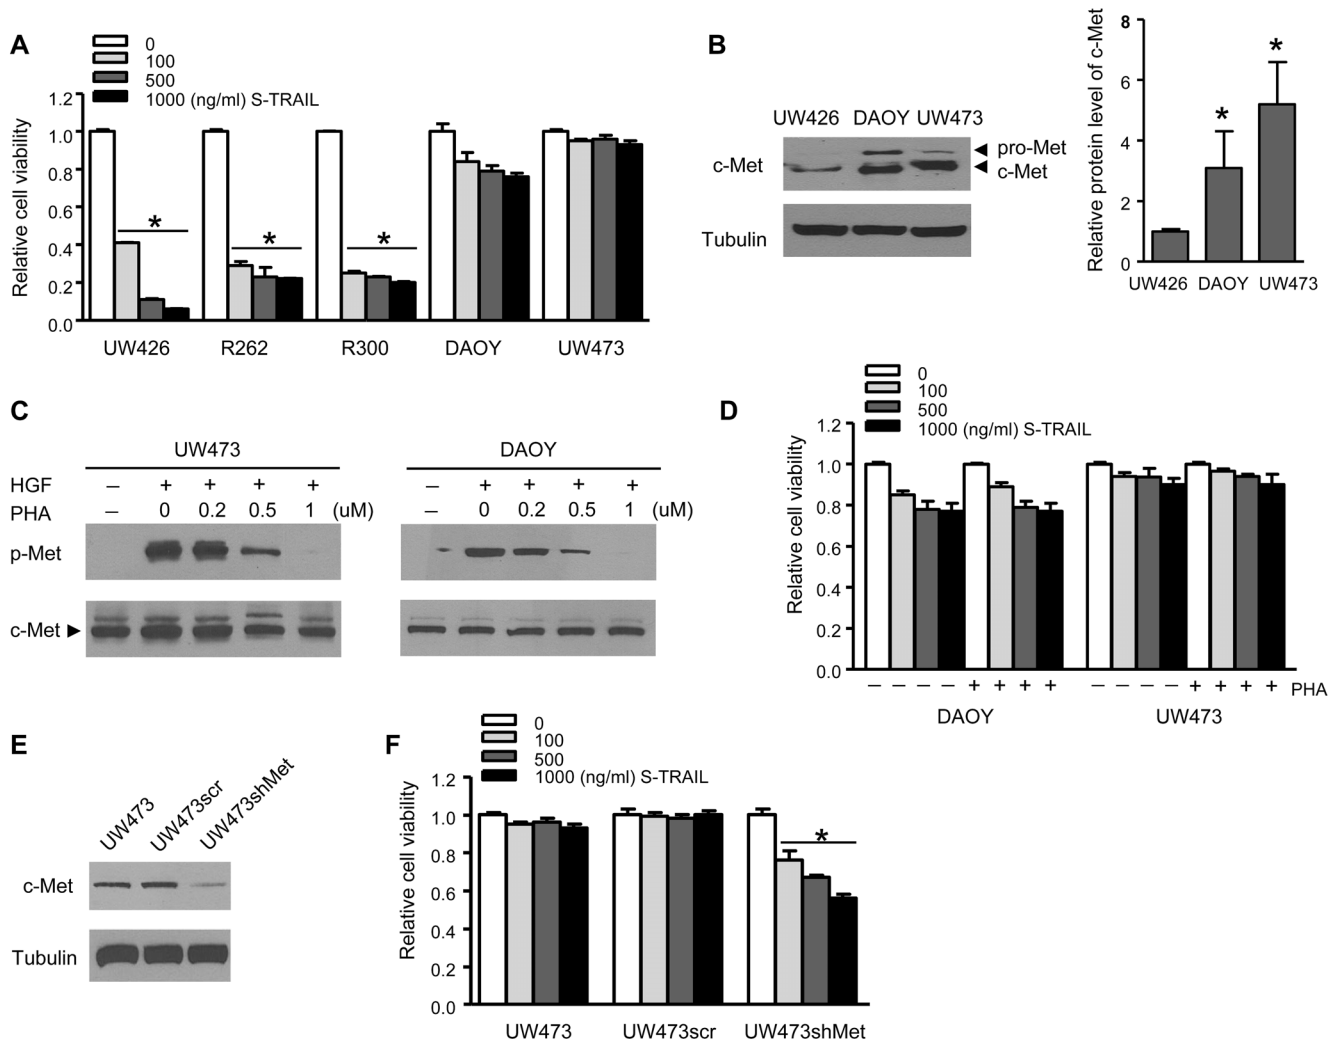 A
0
100
500
1000 (ng/ml) S-TRAIL
Relative cell viability
1.2
1.0
0.8
0.6
0.4
0.2
0.0
*
*
*
UW426 R262 R300 DAOY UW473
B
UW426 DAOY UW473
c-Met
pro-Met
c-Met
Tubulin
Relative protein level of c-Met
8
6
4
2
0
*
*
UW426 DAOY UW473
C
UW473
HGF – + + + +
PHA – 0 0.2 0.5 1 (uM)
p-Met
c-Met
DAOY
– + + + +
– 0 0.2 0.5 1 (uM)
D
0
100
500
1000 (ng/ml) S-TRAIL
Relative cell viability
1.2
1.0
0.8
0.6
0.4
0.2
0.0
– – – – + + + + – – – – + + + + PHA
DAOY UW473
E
UW473
UW473scr
UW473shMet
c-Met
Tubulin
F
0
100
500
1000 (ng/ml) S-TRAIL
Relative cell viability
1.2
1.0
0.8
0.6
0.4
0.2
0.0
*
UW473 UW473scr UW473shMet